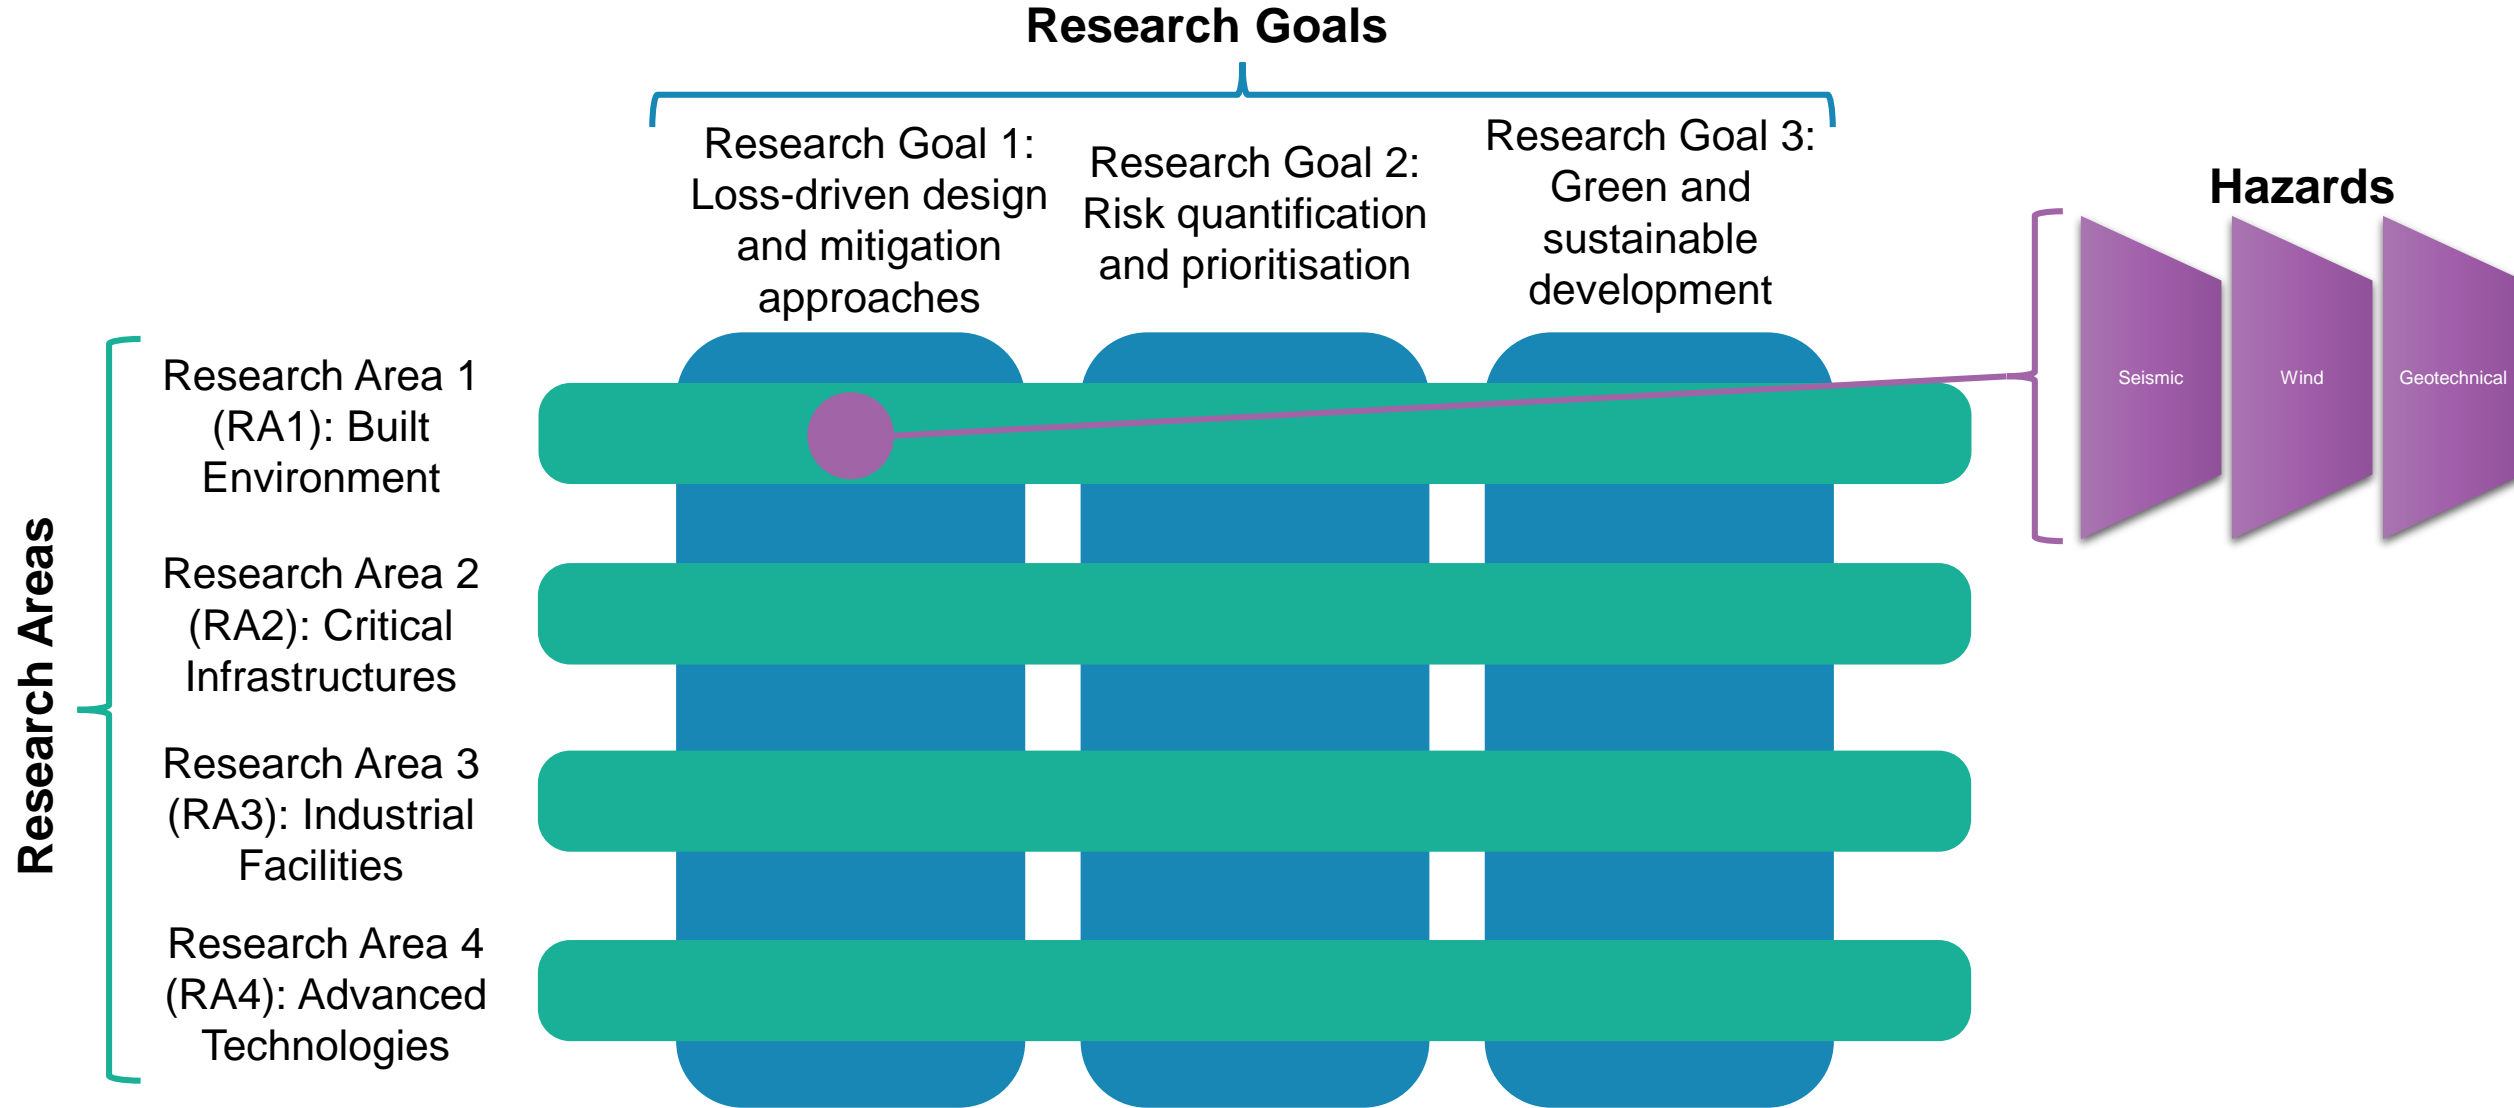 Research Goals
Research Goal 1:
Loss-driven design
and mitigation
approaches
Research Goal 2:
Risk quantification
and prioritisation
Research Goal 3:
Green and
sustainable
development
Hazards
Seismic
Wind
Geotechnical
Research Areas
Research Area 1
(RA1): Built
Environment
Research Area 2
(RA2): Critical
Infrastructures
Research Area 3
(RA3): Industrial
Facilities
Research Area 4
(RA4): Advanced
Technologies